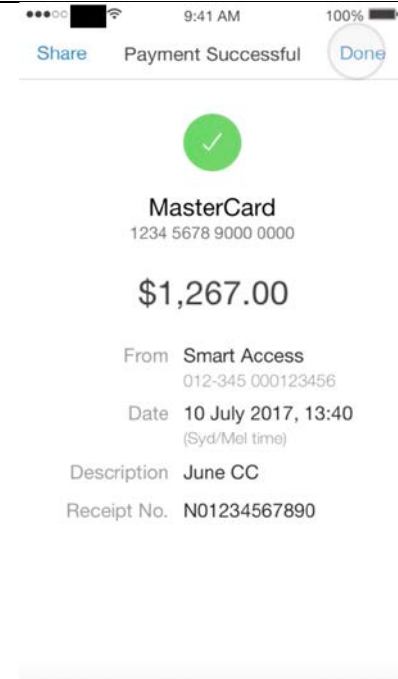 9:41 AM 100%
Share Payment Successful Done
MasterCard
1234 5678 9000 0000
$1,267.00
From Smart Access
012-345 000123456
Date 10 July 2017, 13:40
(Syd/Mel time)
Description June CC
Receipt No. N01234567890